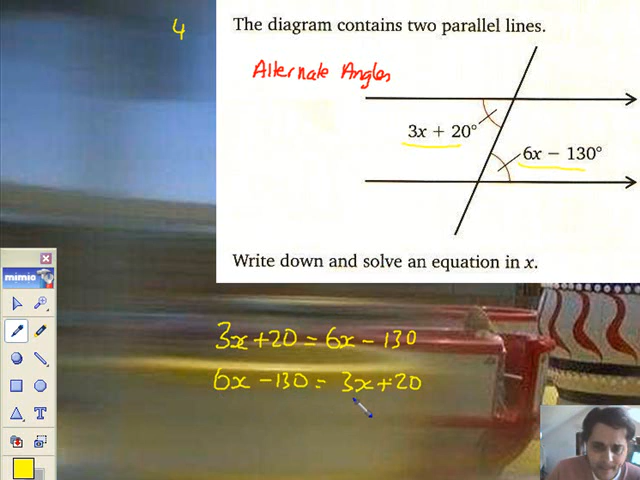 4
The diagram contains two parallel lines.
Alternate Angles
3x + 20°
6x − 130°
Write down and solve an equation in x.
mimio
T
3x+20 = 6x − 130
6x − 130 = 3x+20